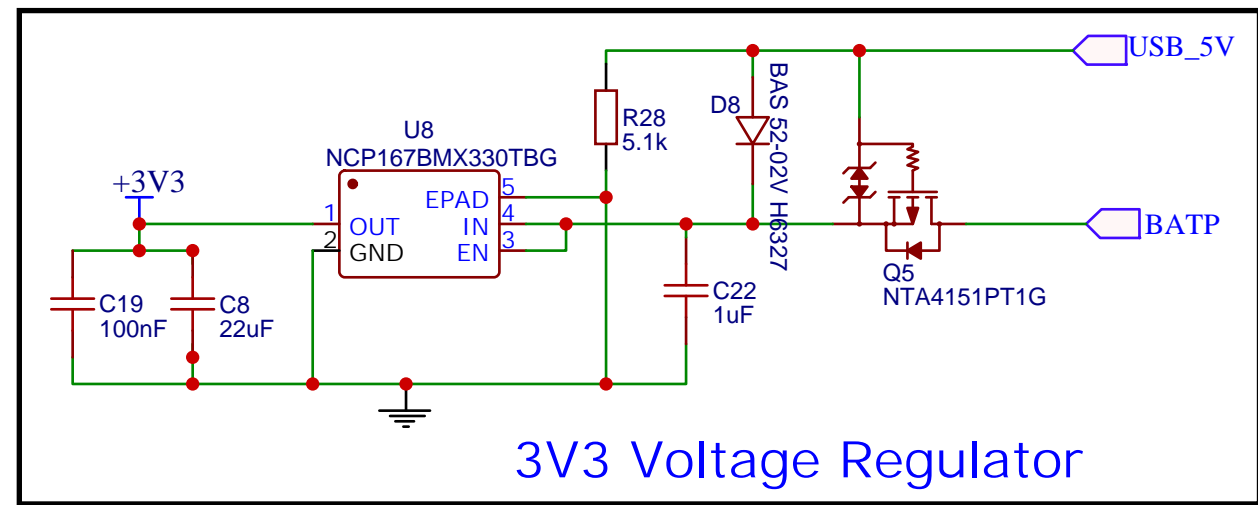 USB_5V
BAS 52-02V H6327
D8
R28
5.1k
U8
NCP167BMX330TBG
+3V3
EPAD 5
1 OUT IN 4
2 GND EN 3
BATP
Q5
NTA4151PT1G
C19
100nF
C8
22uF
C22
1uF
3V3 Voltage Regulator